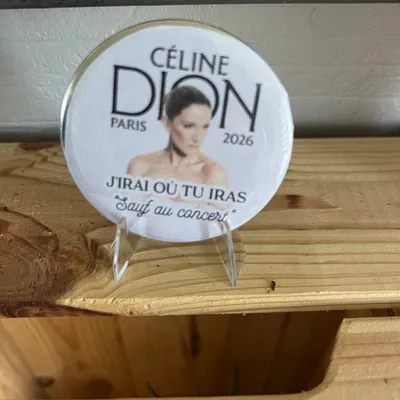 CÉLINE
DION
PARIS 2026
J'IRAI OÙ TU IRAS
"Sauf au concert"